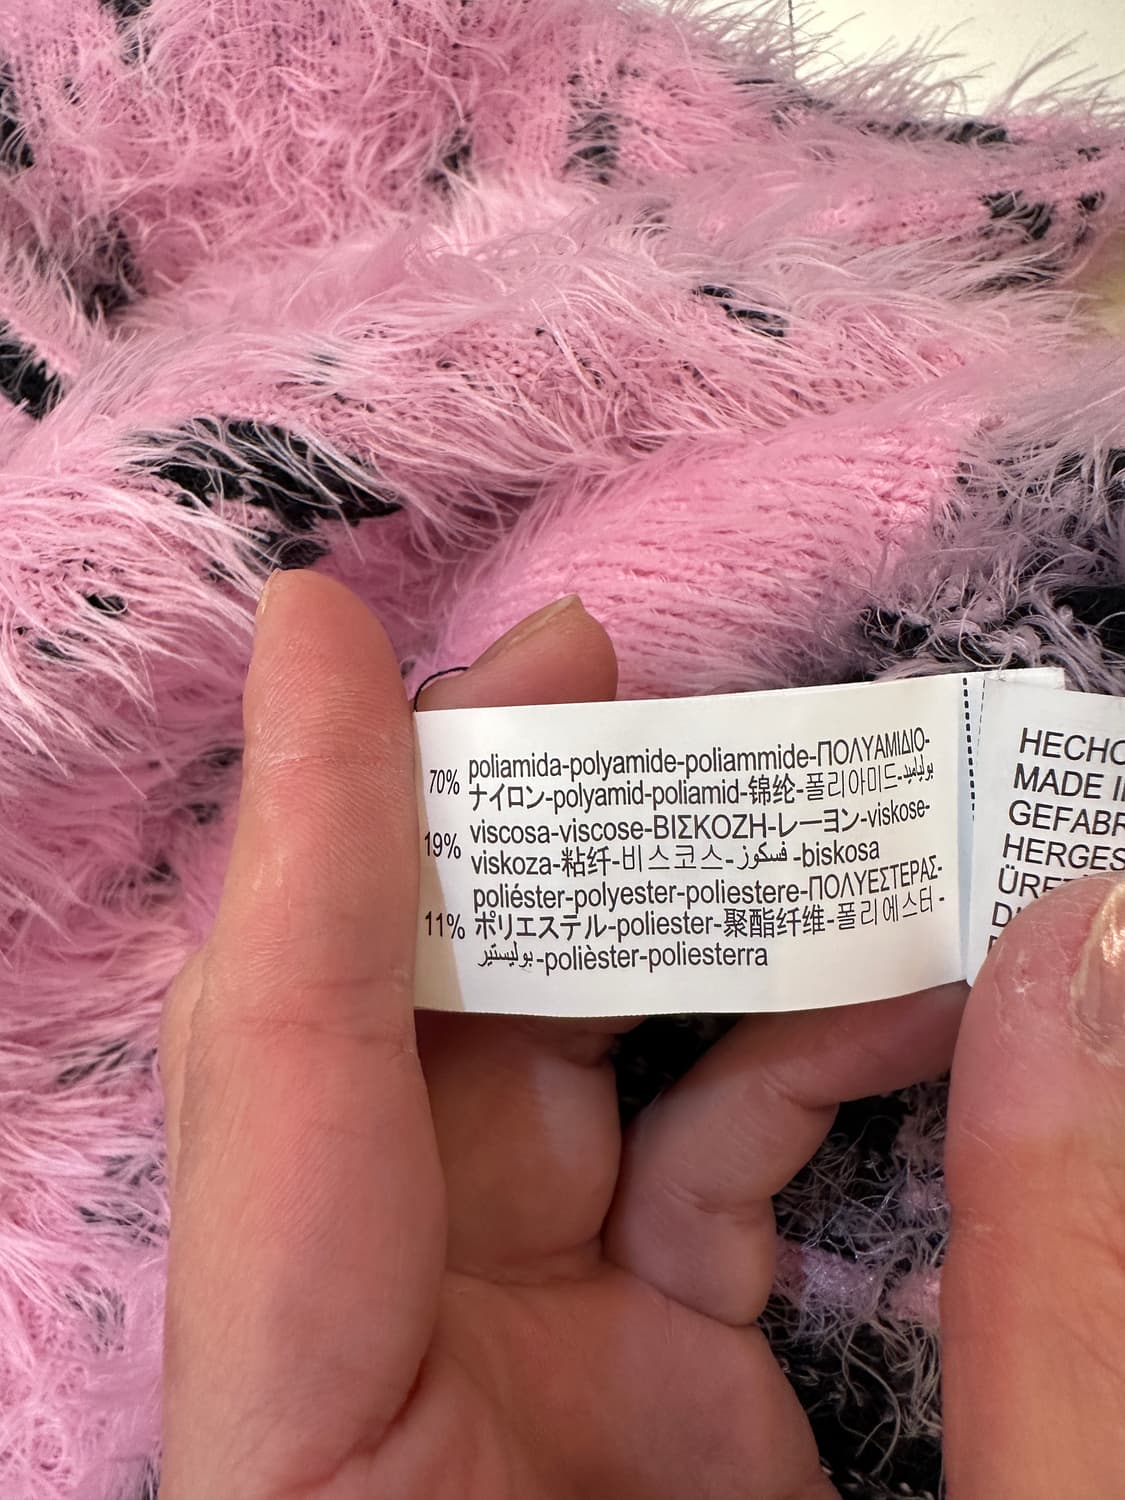 70% poliamida-polyamide-poliammide-ΠΟΛΥΑΜΙΔΙΟ-
ナイロン-polyamid-poliamid-锦纶-폴리아미드-بوليامید
19% viscosa-viscose-ΒΙΣΚΟΖΗ-レーヨン-viskose-
viskoza-粘纤-비스코스-فسكوز-biskosa
11% poliéster-polyester-poliestere-ΠΟΛΥΕΣΤΕΡΑΣ-
ポリエステル-poliester-聚酯纤维-폴리에스터-
بوليستير-polièster-poliesterra
HECHO
MADE
GEFABR
HERGES